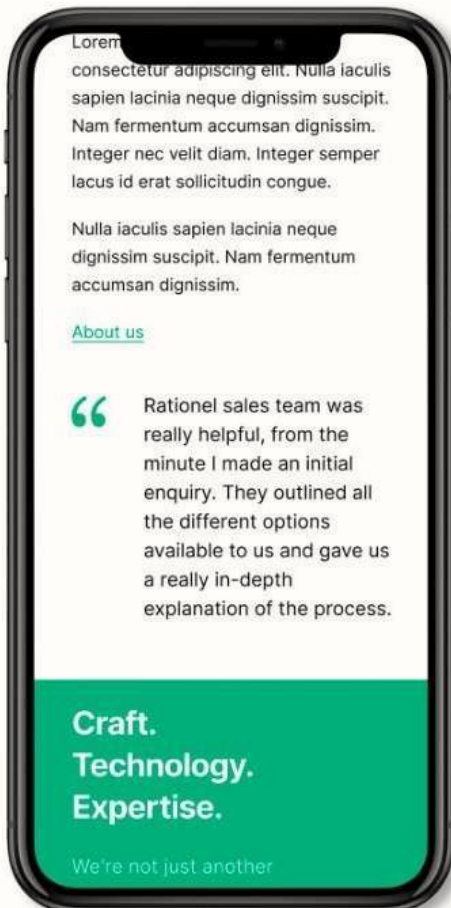 Lorem
consectetur adipiscing elit. Nulla iaculis
sapien lacinia neque dignissim suscipit.
Nam fermentum accumsan dignissim.
Integer nec velit diam. Integer semper
lacus id erat sollicitudin congue.
Nulla iaculis sapien lacinia neque
dignissim suscipit. Nam fermentum
accumsan dignissim.
About us
“ Rationel sales team was
really helpful, from the
minute I made an initial
enquiry. They outlined all
the different options
available to us and gave us
a really in-depth
explanation of the process.
Craft.
Technology.
Expertise.
We're not just another